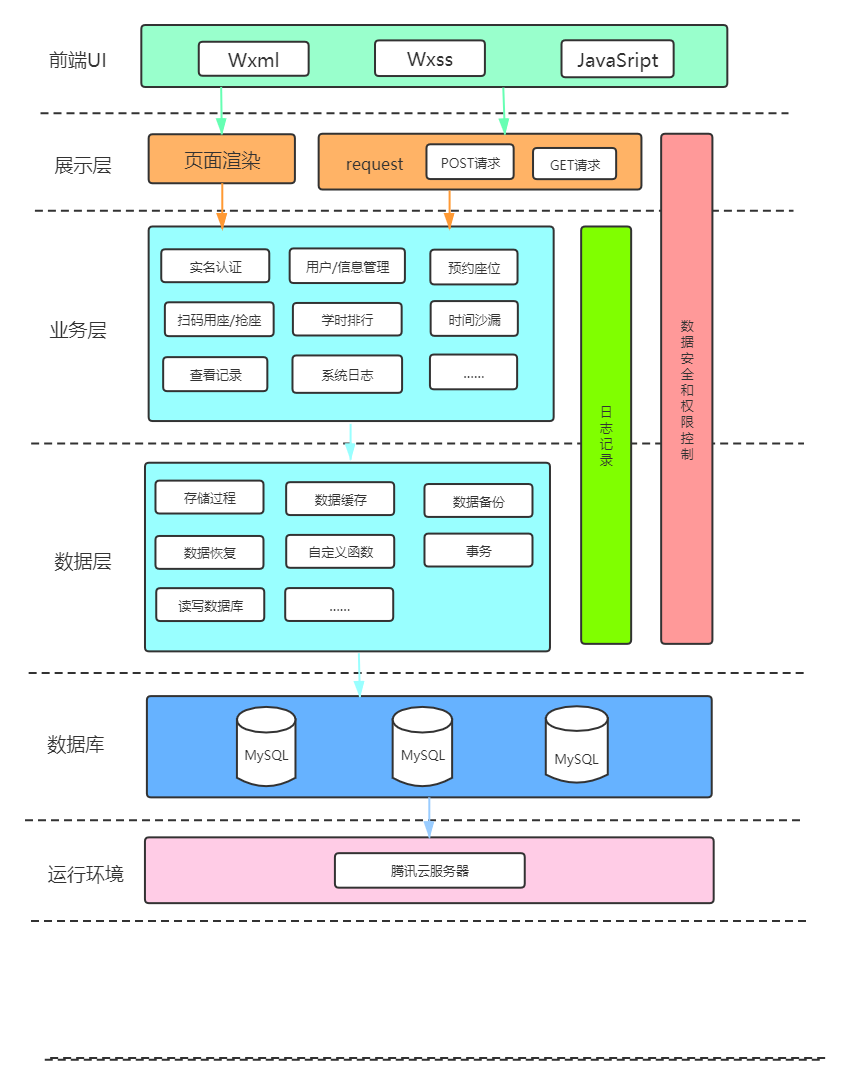 前端UI
Wxml
Wxss
JavaSript
展示层
页面渲染
request
POST请求
GET请求
业务层
实名认证
用户/信息管理
预约座位
扫码用座/抢座
学时排行
时间沙漏
查看记录
系统日志
......
日志记录
数据安全和权限控制
数据层
存储过程
数据缓存
数据备份
数据恢复
自定义函数
事务
读写数据库
......
数据库
MySQL
MySQL
MySQL
运行环境
腾讯云服务器